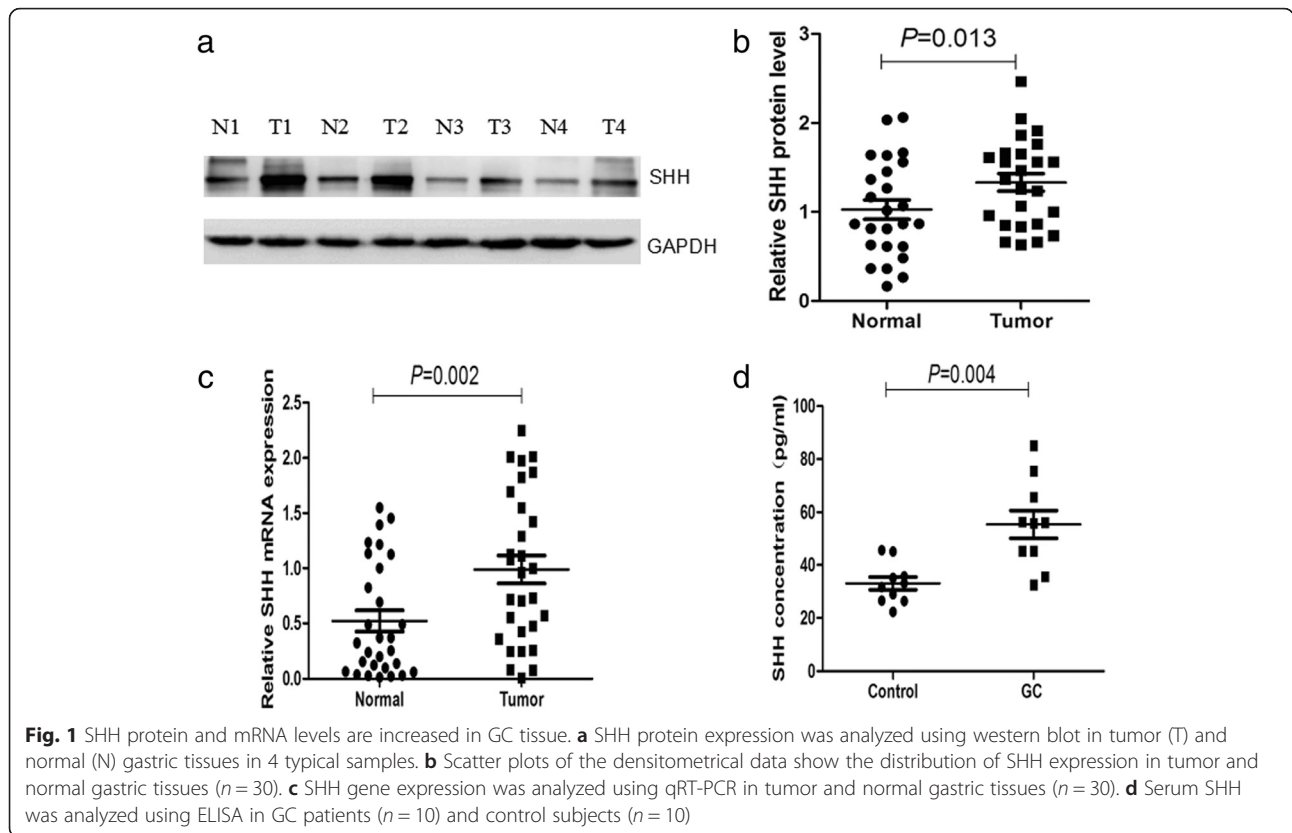 a
N1 T1 N2 T2 N3 T3 N4 T4
SHH
GAPDH
b
P=0.013
Relative SHH protein level
3
2
1
0
Normal Tumor
c
P=0.002
Relative SHH mRNA expression
2.5
2.0
1.5
1.0
0.5
0.0
Normal Tumor
d
P=0.004
SHH concentration (pg/ml)
100
80
60
40
20
0
Control GC
Fig. 1 SHH protein and mRNA levels are increased in GC tissue. a SHH protein expression was analyzed using western blot in tumor (T) and
normal (N) gastric tissues in 4 typical samples. b Scatter plots of the densitometrical data show the distribution of SHH expression in tumor and
normal gastric tissues (n = 30). c SHH gene expression was analyzed using qRT-PCR in tumor and normal gastric tissues (n = 30). d Serum SHH
was analyzed using ELISA in GC patients (n = 10) and control subjects (n = 10)